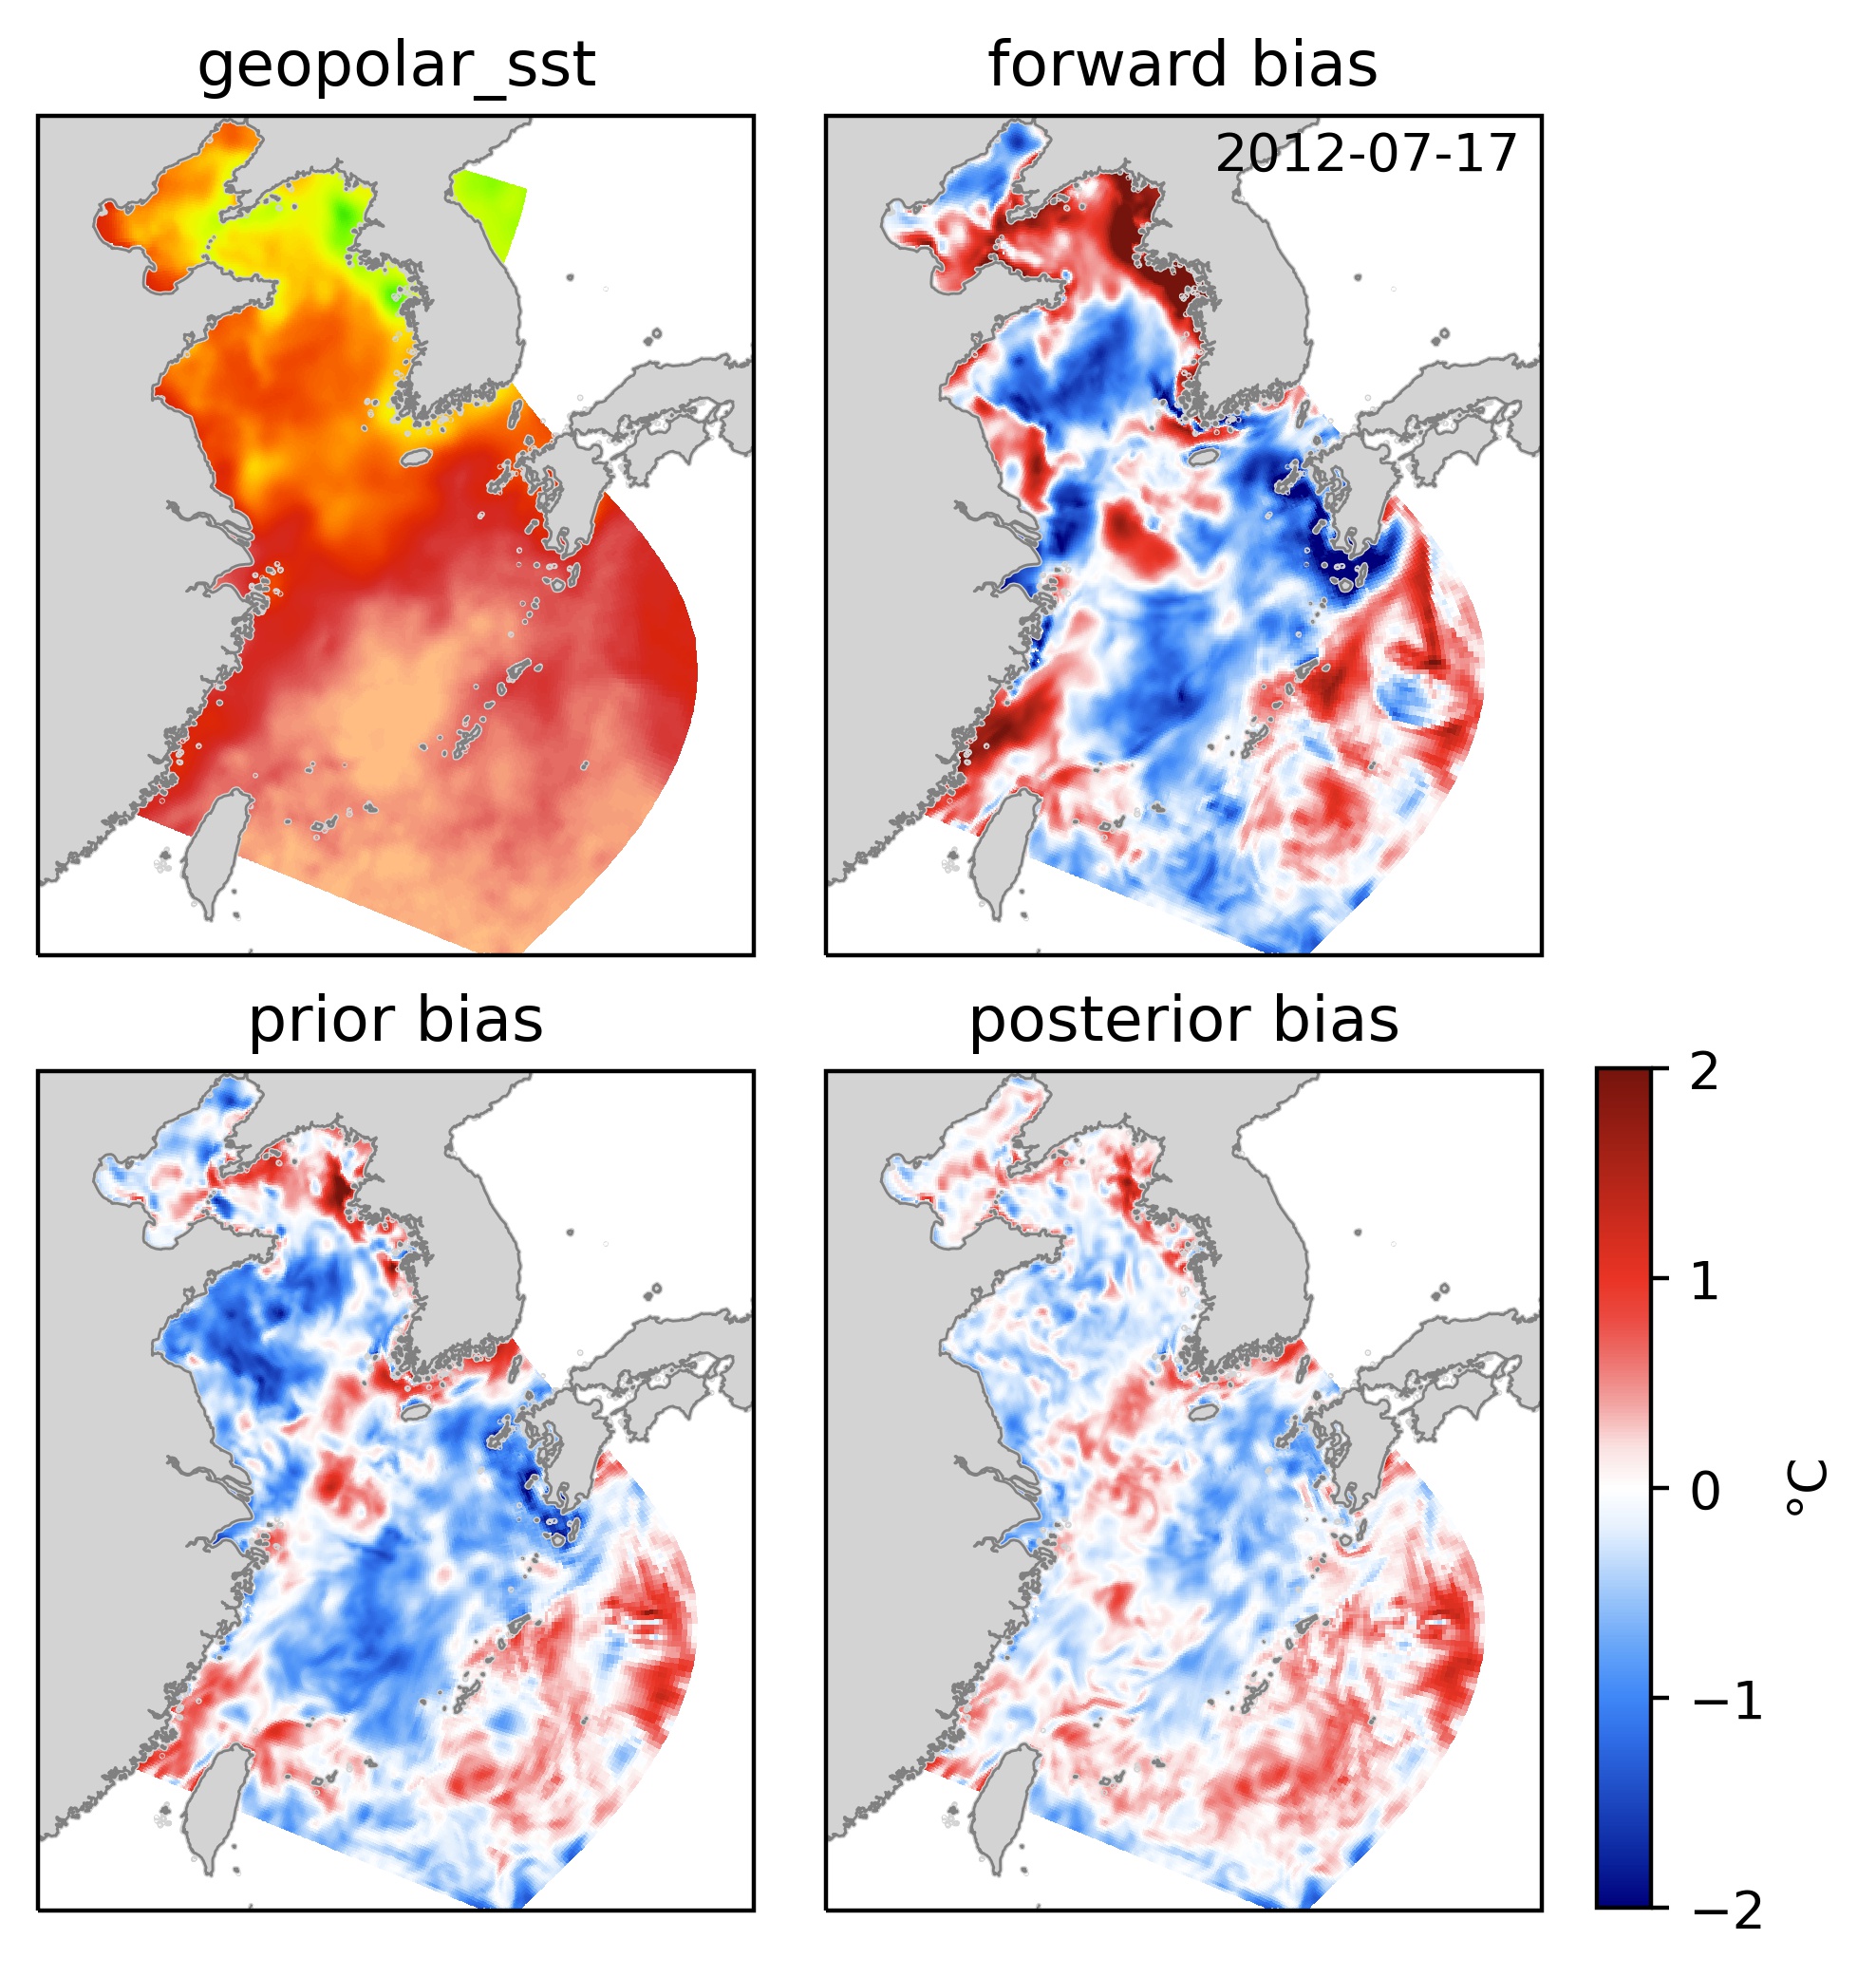 geopolar_sst
forward bias
2012-07-17
prior bias
posterior bias
2
1
0
−1
−2
°C